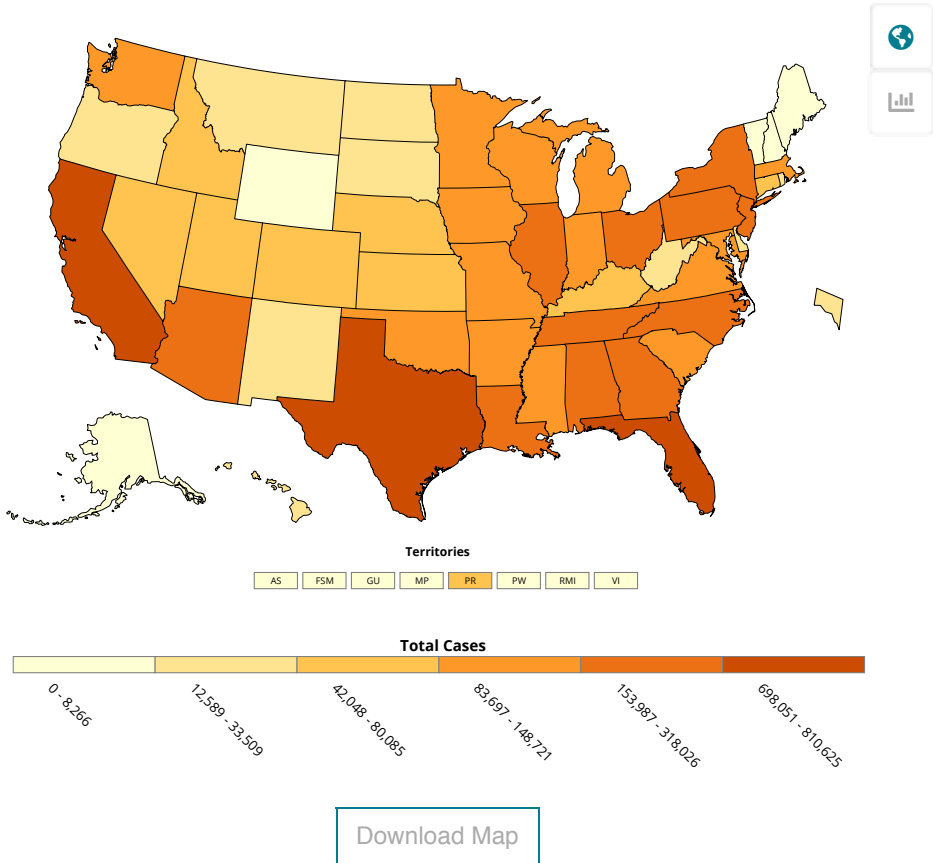 Territories
AS FSM GU MP PR PW RMI VI
Total Cases
0 - 8,266
12,589 - 33,509
42,048 - 80,085
83,697 - 148,721
153,987 - 318,026
698,051 - 810,625
Download Map